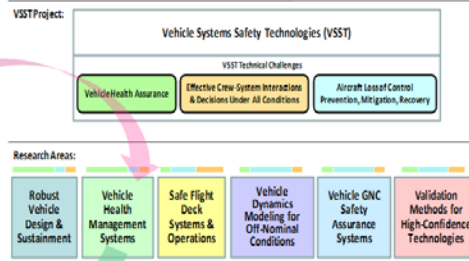 VSST Project:
Vehicle Systems Safety Technologies (VSST)
VSST Technical Challenges
Vehicle Health Assurance
Effective Crew-System Interactions
& Decisions Under All Conditions
Aircraft Loss of Control
Prevention, Mitigation, Recovery
Research Areas:
Robust
Vehicle
Design &
Sustainment
Vehicle
Health
Management
Systems
Safe Flight
Deck
Systems &
Operations
Vehicle
Dynamics
Modeling for
Off-Nominal
Conditions
Vehicle GNC
Safety
Assurance
Systems
Validation
Methods for
High-Confidence
Technologies